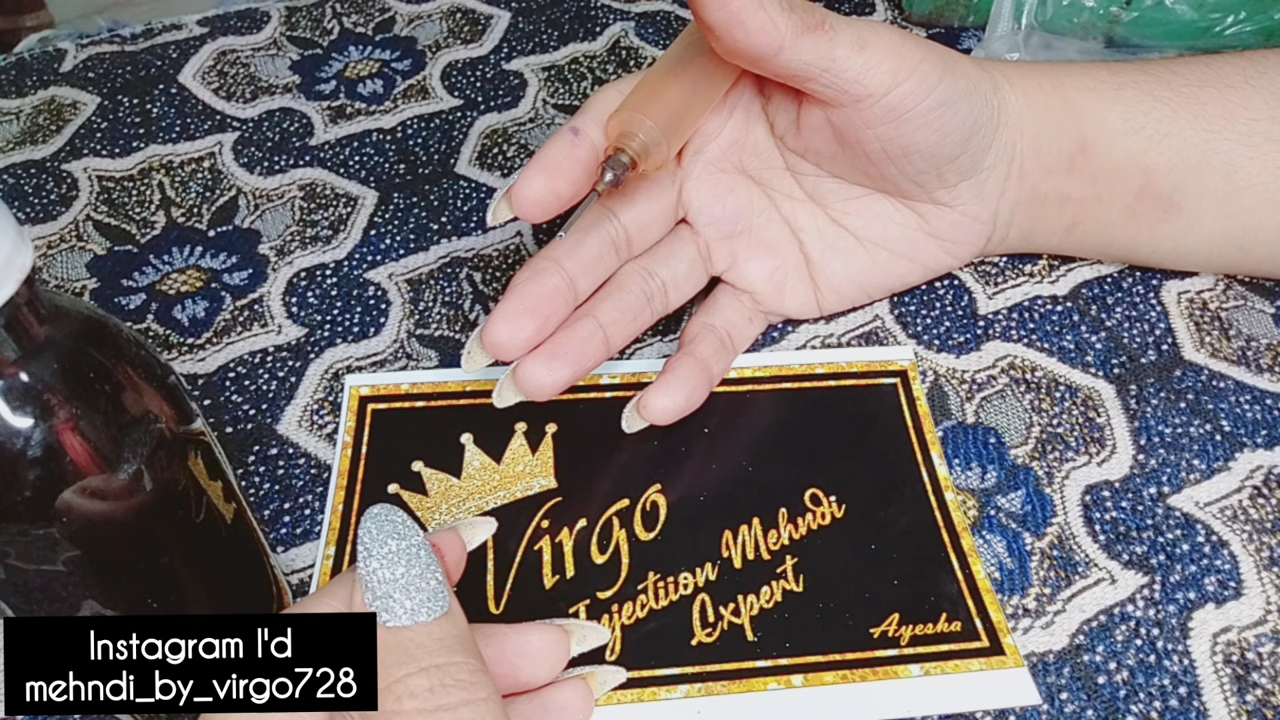 Virgo
Injectiion Mehndi
Expert
Ayesha
Instagram I'd
mehndi_by_virgo728